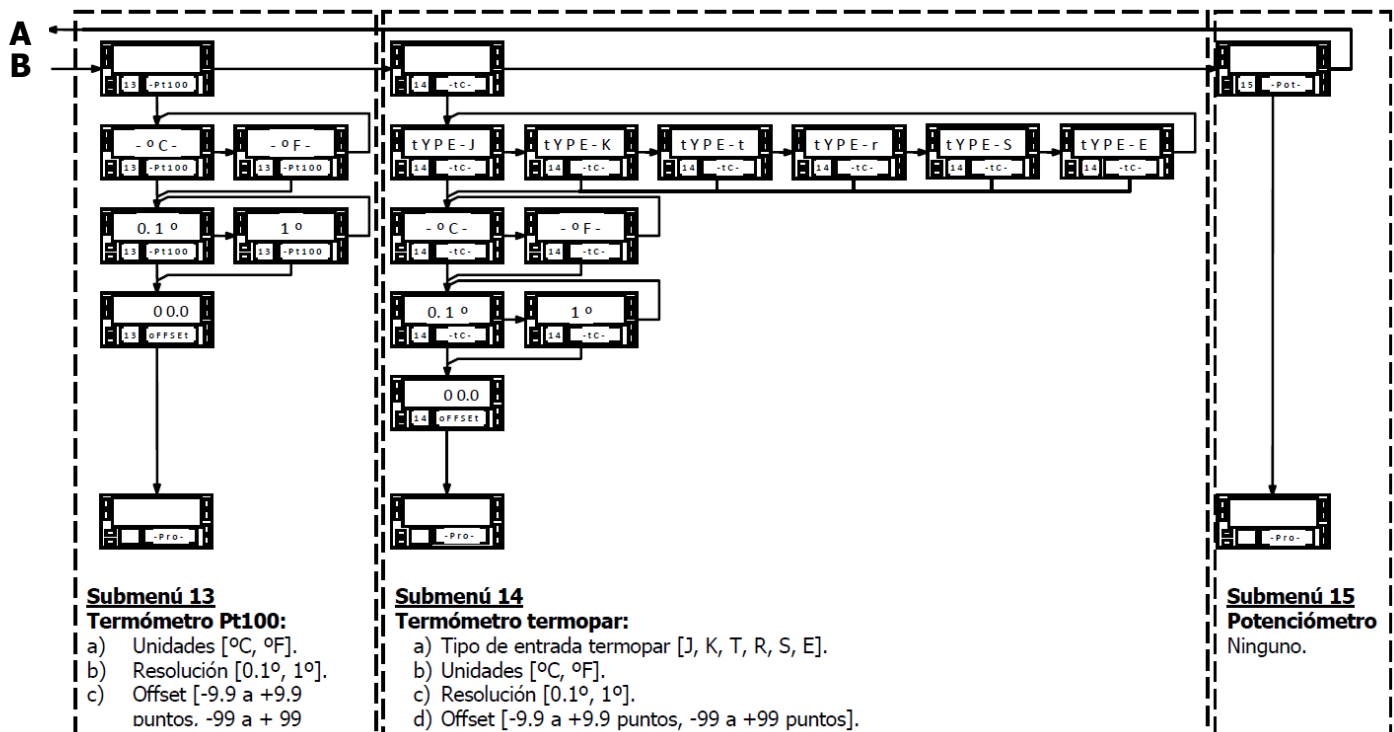 A
B
13 -Pt100
14 -tC-
15 -Pot-
- ºC -
13 -Pt100
- ºF -
13 -Pt100
tYPE-J
14 -tC-
tYPE-K
14 -tC-
tYPE-t
14 -tC-
tYPE-r
14 -tC-
tYPE-S
14 -tC-
tYPE-E
14 -tC-
0.1 º
13 -Pt100
1 º
13 -Pt100
- ºC -
14 -tC-
- ºF -
14 -tC-
00.0
13 oFFSEt
0.1 º
14 -tC-
1 º
14 -tC-
00.0
14 oFFSEt
-Pro-
-Pro-
-Pro-
Submenú 13
Termómetro Pt100:
a) Unidades [ºC, ºF].
b) Resolución [0.1º, 1º].
c) Offset [-9.9 a +9.9
puntos, -99 a + 99
Submenú 14
Termómetro termopar:
a) Tipo de entrada termopar [J, K, T, R, S, E].
b) Unidades [ºC, ºF].
c) Resolución [0.1º, 1º].
d) Offset [-9.9 a +9.9 puntos, -99 a +99 puntos].
Submenú 15
Potenciómetro
Ninguno.